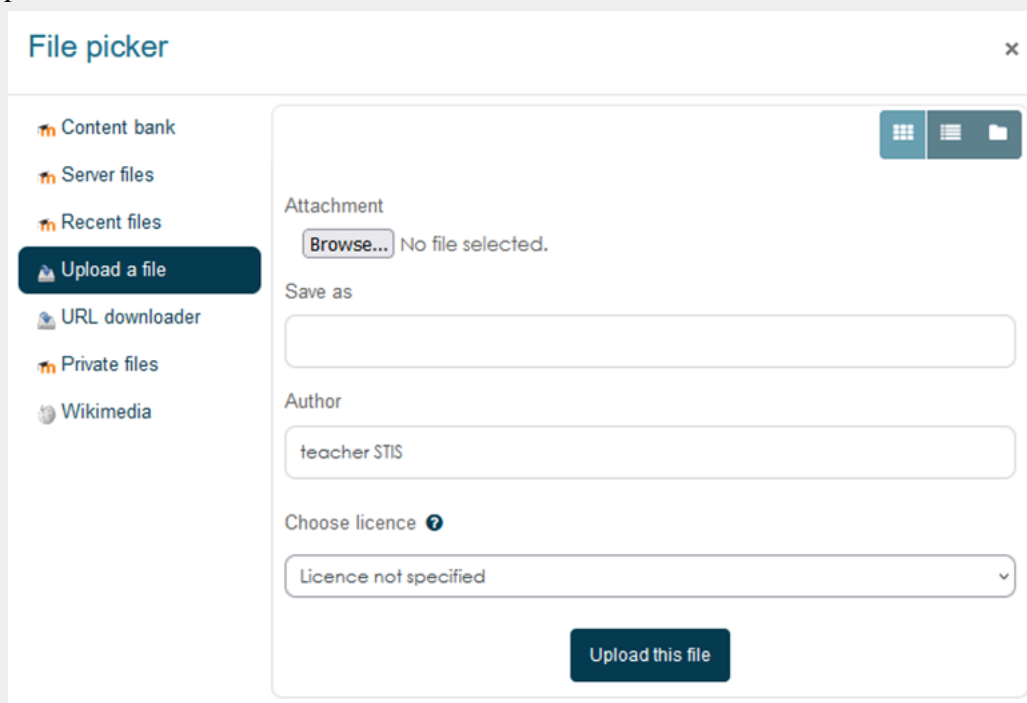 File picker
×
Content bank
Server files
Recent files
Upload a file
URL downloader
Private files
Wikimedia
Attachment
Browse... No file selected.
Save as
Author
teacher STIS
Choose licence ?
Licence not specified
Upload this file